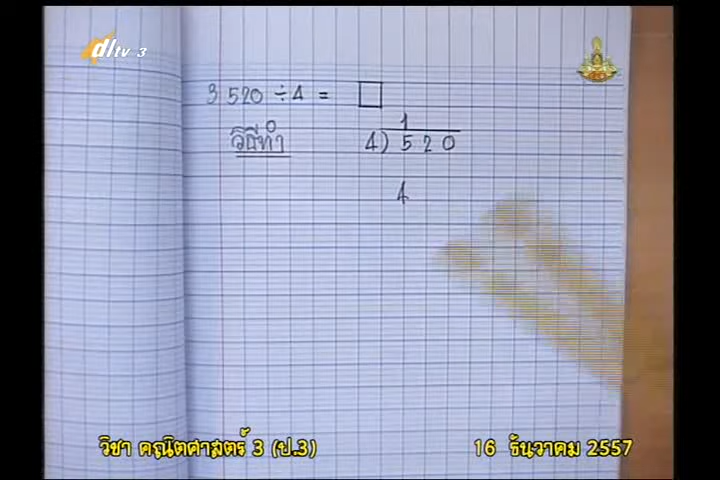 dltv 3
3 520 ÷ 4 = □
วิธีทำ
1
4) 5 2 0
4
วิชา คณิตศาสตร์ 3 (ป.3)
16 ธันวาคม 2557